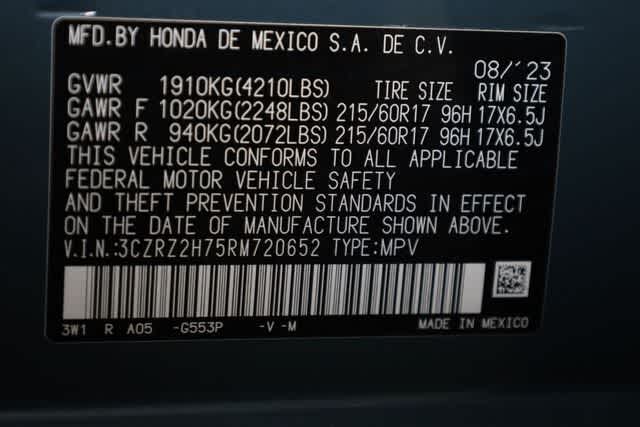 MFD.BY HONDA DE MEXICO S.A. DE C.V.
08/'23
GVWR 1910KG(4210LBS) TIRE SIZE RIM SIZE
GAWR F 1020KG(2248LBS) 215/60R17 96H 17X6.5J
GAWR R 940KG(2072LBS) 215/60R17 96H 17X6.5J
THIS VEHICLE CONFORMS TO ALL APPLICABLE
FEDERAL MOTOR VEHICLE SAFETY
AND THEFT PREVENTION STANDARDS IN EFFECT
ON THE DATE OF MANUFACTURE SHOWN ABOVE.
V.I.N.:3CZRZ2H75RM720652 TYPE:MPV
3W1 R A05 -G553P -V -M MADE IN MEXICO